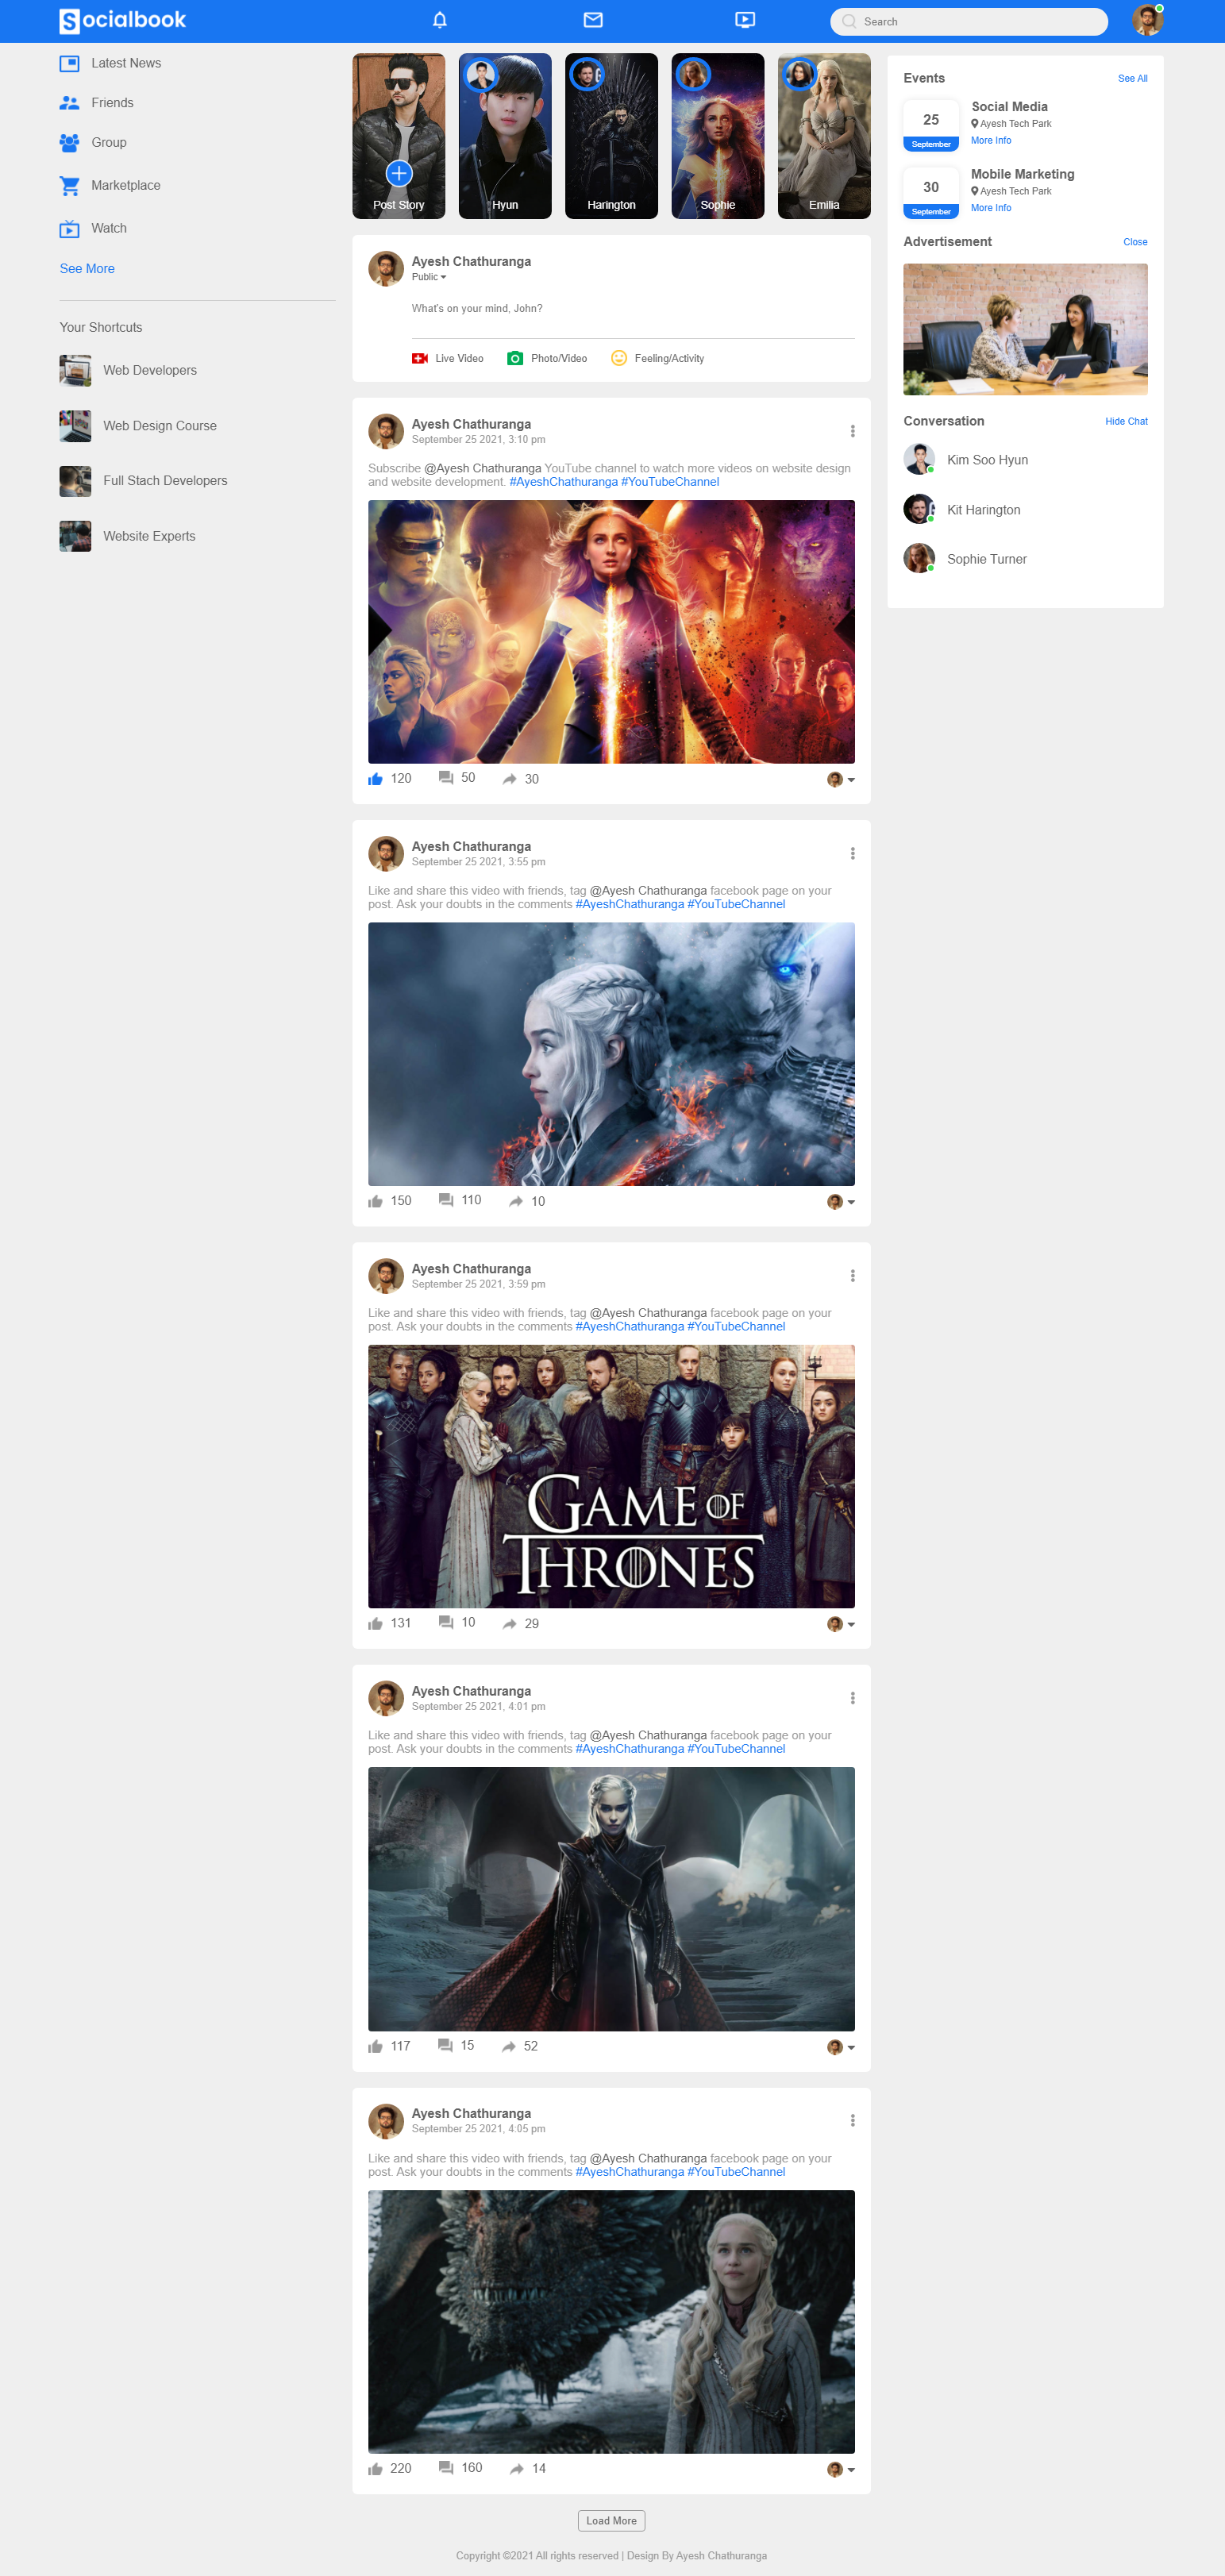 Socialbook
Search
Latest News
Friends
Group
Marketplace
Watch
See More
Your Shortcuts
Web Developers
Web Design Course
Full Stach Developers
Website Experts
Post Story
Hyun
Harington
Sophie
Emilia
Ayesh Chathuranga
Public
What's on your mind, John?
Live Video
Photo/Video
Feeling/Activity
Ayesh Chathuranga
September 25 2021, 3:10 pm
Subscribe @Ayesh Chathuranga YouTube channel to watch more videos on website design
and website development. #AyeshChathuranga #YouTubeChannel
120
50
30
Ayesh Chathuranga
September 25 2021, 3:55 pm
Like and share this video with friends, tag @Ayesh Chathuranga facebook page on your
post. Ask your doubts in the comments #AyeshChathuranga #YouTubeChannel
150
110
10
Ayesh Chathuranga
September 25 2021, 3:59 pm
Like and share this video with friends, tag @Ayesh Chathuranga facebook page on your
post. Ask your doubts in the comments #AyeshChathuranga #YouTubeChannel
GAME OF
THRONES
131
10
29
Ayesh Chathuranga
September 25 2021, 4:01 pm
Like and share this video with friends, tag @Ayesh Chathuranga facebook page on your
post. Ask your doubts in the comments #AyeshChathuranga #YouTubeChannel
117
15
52
Ayesh Chathuranga
September 25 2021, 4:05 pm
Like and share this video with friends, tag @Ayesh Chathuranga facebook page on your
post. Ask your doubts in the comments #AyeshChathuranga #YouTubeChannel
220
160
14
Load More
Copyright ©2021 All rights reserved | Design By Ayesh Chathuranga
Events
See All
25
September
Social Media
Ayesh Tech Park
More Info
30
September
Mobile Marketing
Ayesh Tech Park
More Info
Advertisement
Close
Conversation
Hide Chat
Kim Soo Hyun
Kit Harington
Sophie Turner